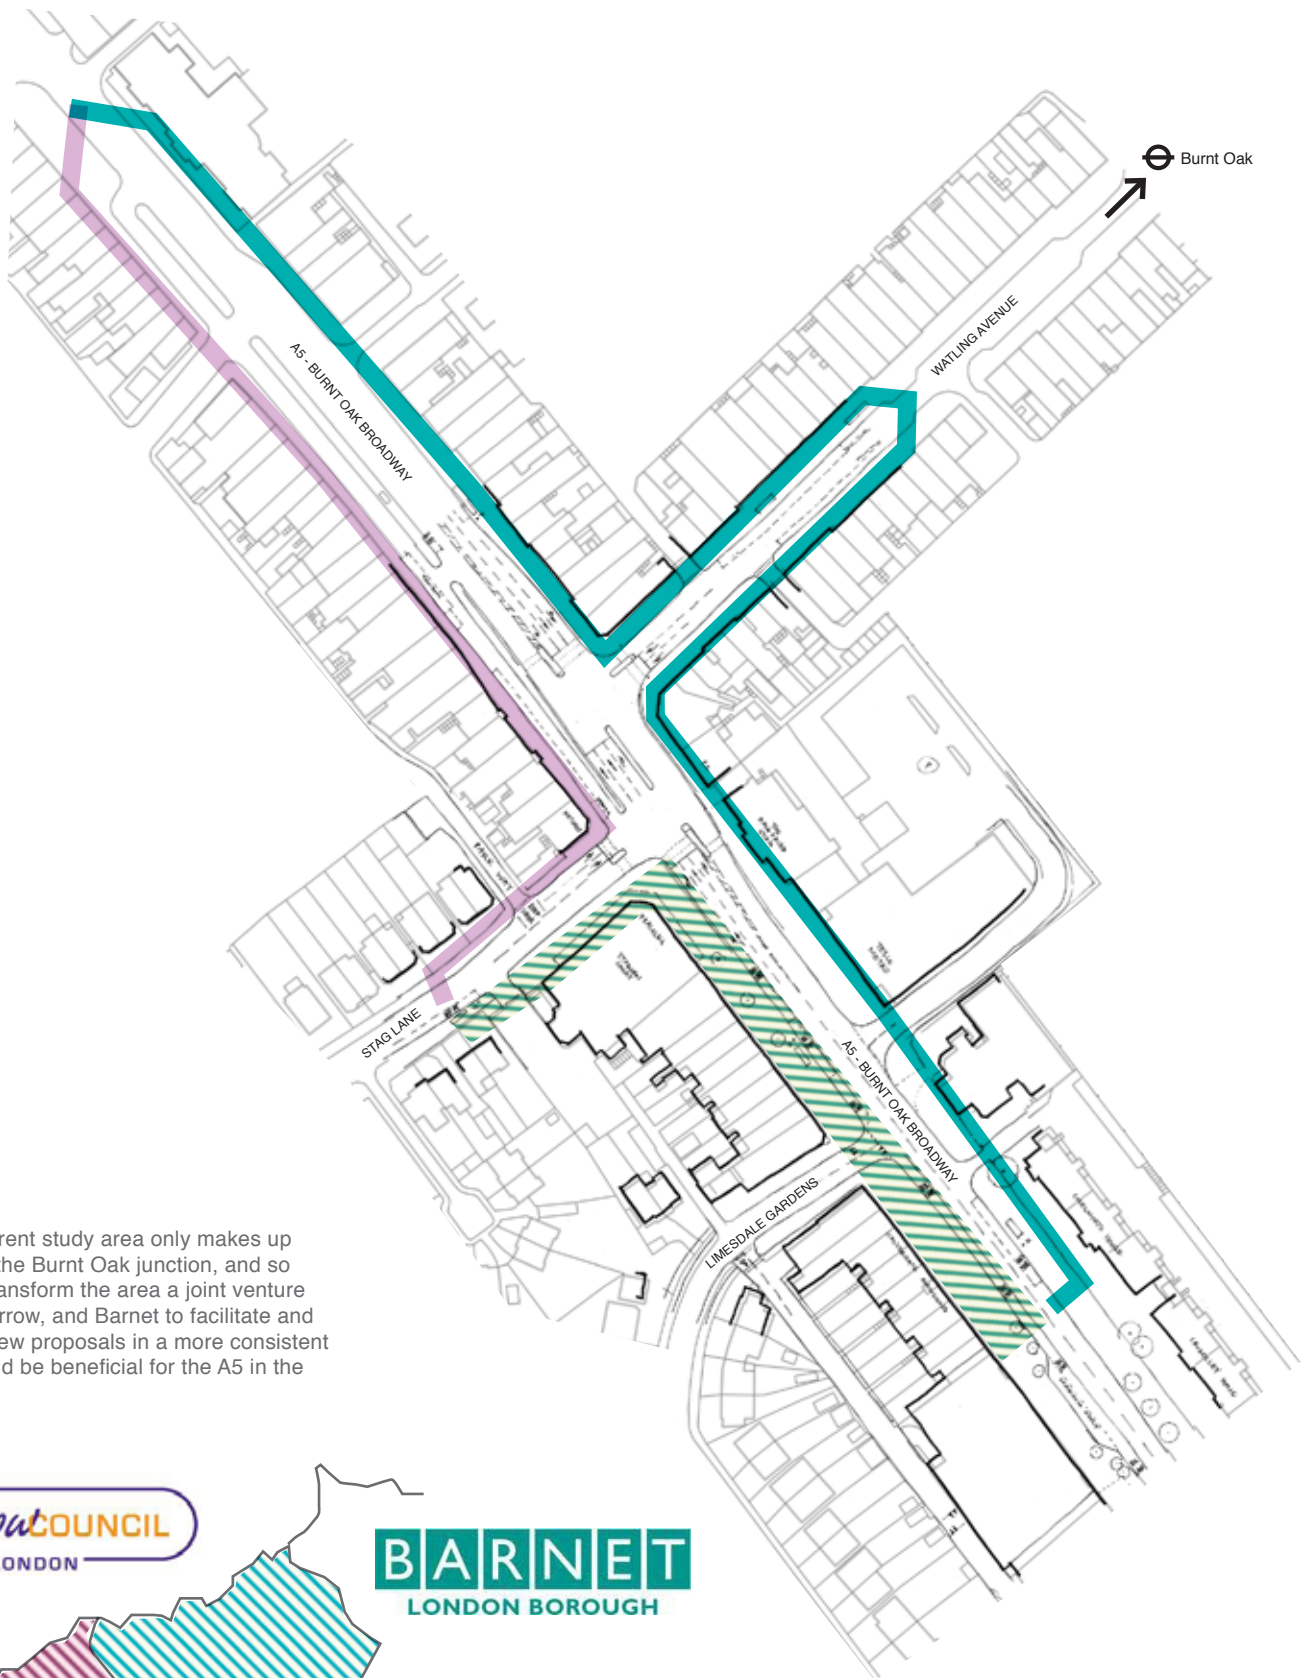 Burnt Oak
WATLING AVENUE
A5 - BURNT OAK BROADWAY
STAG LANE
A5 - BURNT OAK BROADWAY
LIMESDALE GARDENS
rent study area only makes up
the Burnt Oak junction, and so
ansform the area a joint venture
rrow, and Barnet to facilitate and
ew proposals in a more consistent
d be beneficial for the A5 in the
COUNCIL
LONDON
BARNET
LONDON BOROUGH